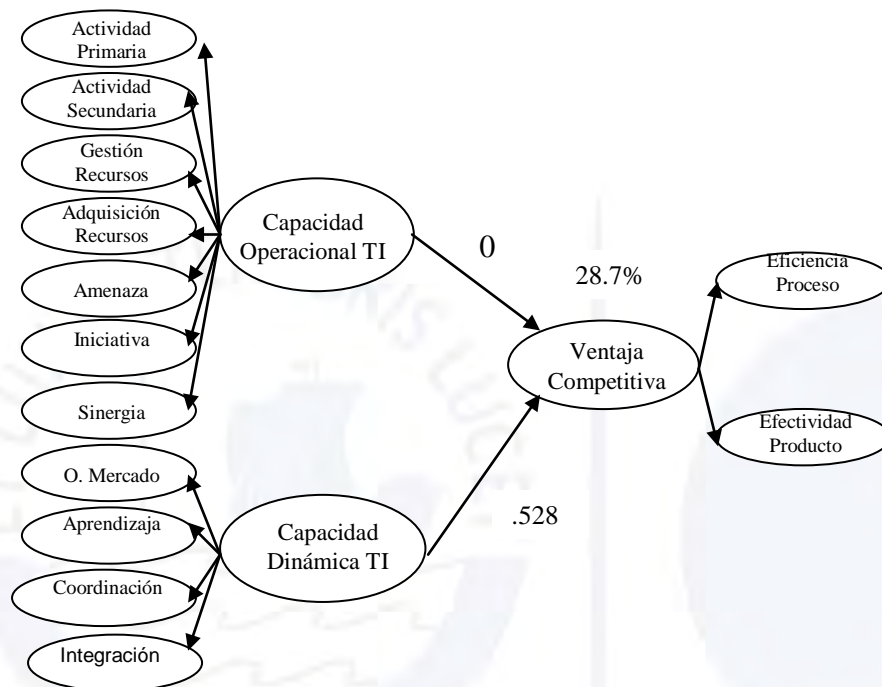 Actividad
Primaria
Actividad
Secundaria
Gestión
Recursos
Adquisición
Recursos
Amenaza
Iniciativa
Sinergia
O. Mercado
Aprendizaja
Coordinación
Integración
Capacidad
Operacional TI
Capacidad
Dinámica TI
0
.528
28.7%
Ventaja
Competitiva
Eficiencia
Proceso
Efectividad
Producto